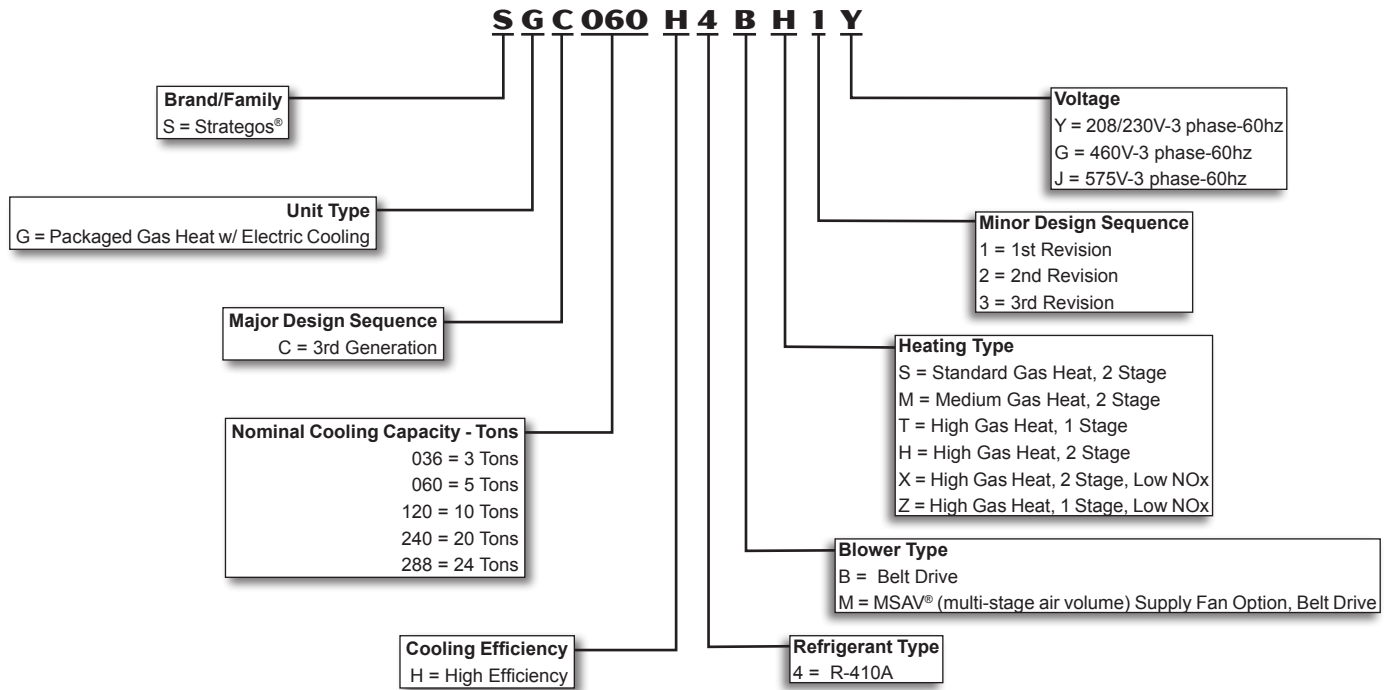 S G C 060 H 4 B H 1 Y
Brand/Family
S = Strategos®
Unit Type
G = Packaged Gas Heat w/ Electric Cooling
Major Design Sequence
C = 3rd Generation
Nominal Cooling Capacity - Tons
036 = 3 Tons
060 = 5 Tons
120 = 10 Tons
240 = 20 Tons
288 = 24 Tons
Cooling Efficiency
H = High Efficiency
Refrigerant Type
4 = R-410A
Blower Type
B = Belt Drive
M = MSAV® (multi-stage air volume) Supply Fan Option, Belt Drive
Heating Type
S = Standard Gas Heat, 2 Stage
M = Medium Gas Heat, 2 Stage
T = High Gas Heat, 1 Stage
H = High Gas Heat, 2 Stage
X = High Gas Heat, 2 Stage, Low NOx
Z = High Gas Heat, 1 Stage, Low NOx
Minor Design Sequence
1 = 1st Revision
2 = 2nd Revision
3 = 3rd Revision
Voltage
Y = 208/230V-3 phase-60hz
G = 460V-3 phase-60hz
J = 575V-3 phase-60hz